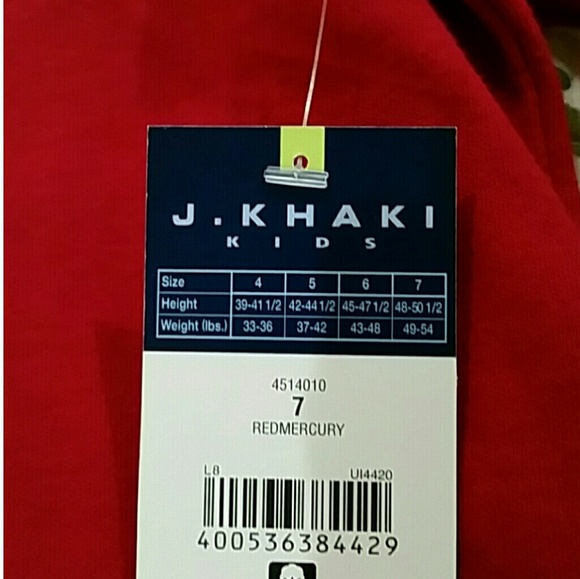 J.KHAKI
KIDS
Size 4 5 6 7
Height 39-41 1/2 42-44 1/2 45-47 1/2 48-50 1/2
Weight (lbs.) 33-36 37-42 43-48 49-54
4514010
7
REDMERCURY
L8 UI4420
400536384429